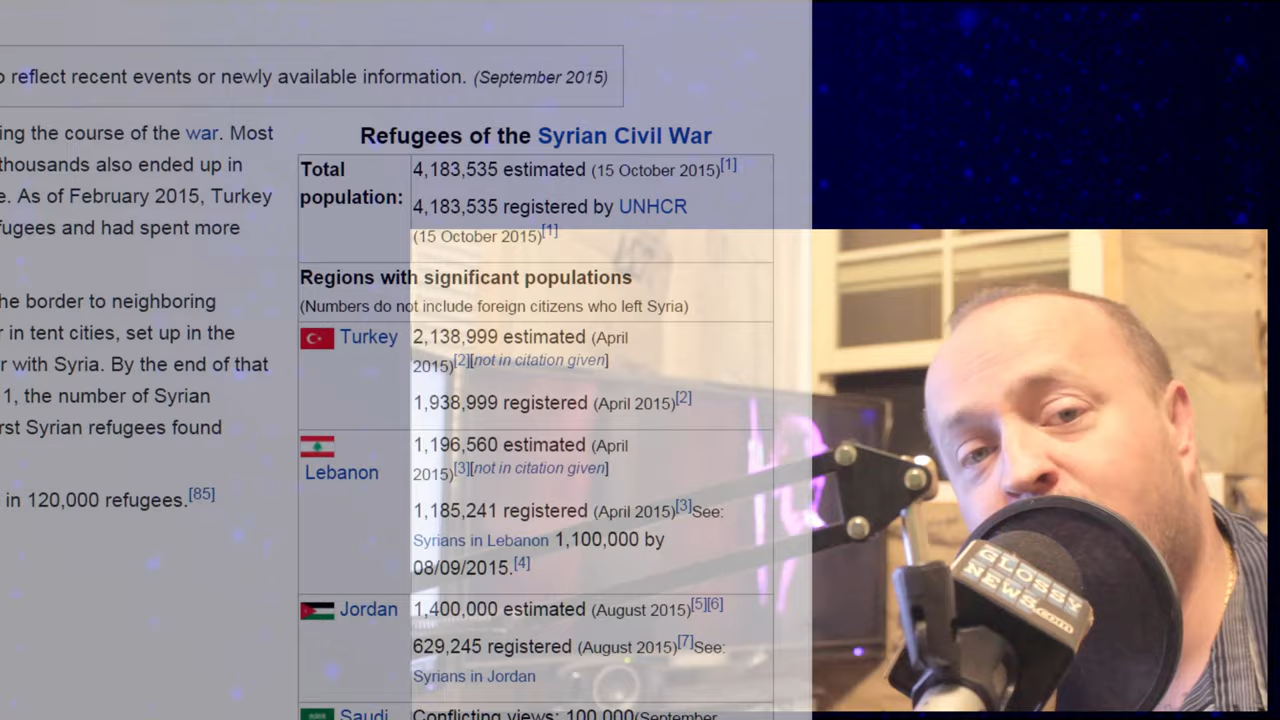 o reflect recent events or newly available information. (September 2015)
ing the course of the war. Most
thousands also ended up in
e. As of February 2015, Turkey
fugees and had spent more
he border to neighboring
r in tent cities, set up in the
r with Syria. By the end of that
1, the number of Syrian
rst Syrian refugees found
in 120,000 refugees.[85]
Refugees of the Syrian Civil War
Total population:
4,183,535 estimated (15 October 2015)[1]
4,183,535 registered by UNHCR
(15 October 2015)[1]
Regions with significant populations
(Numbers do not include foreign citizens who left Syria)
Turkey
2,138,999 estimated (April
2015)[2][not in citation given]
1,938,999 registered (April 2015)[2]
Lebanon
1,196,560 estimated (April
2015)[3][not in citation given]
1,185,241 registered (April 2015)[3]See:
Syrians in Lebanon 1,100,000 by
08/09/2015.[4]
Jordan
1,400,000 estimated (August 2015)[5][6]
629,245 registered (August 2015)[7]See:
Syrians in Jordan
Saudi
Conflicting views: 100,000(September
GLOSSY
NEWS.com